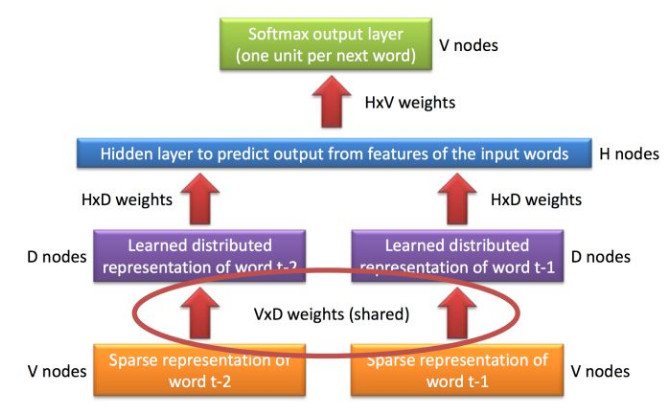 Softmax output layer
(one unit per next word)
V nodes
HxV weights
Hidden layer to predict output from features of the input words
H nodes
HxD weights
HxD weights
D nodes
Learned distributed
representation of word t-2
Learned distributed
representation of word t-1
D nodes
VxD weights (shared)
V nodes
Sparse representation of
word t-2
Sparse representation of
word t-1
V nodes